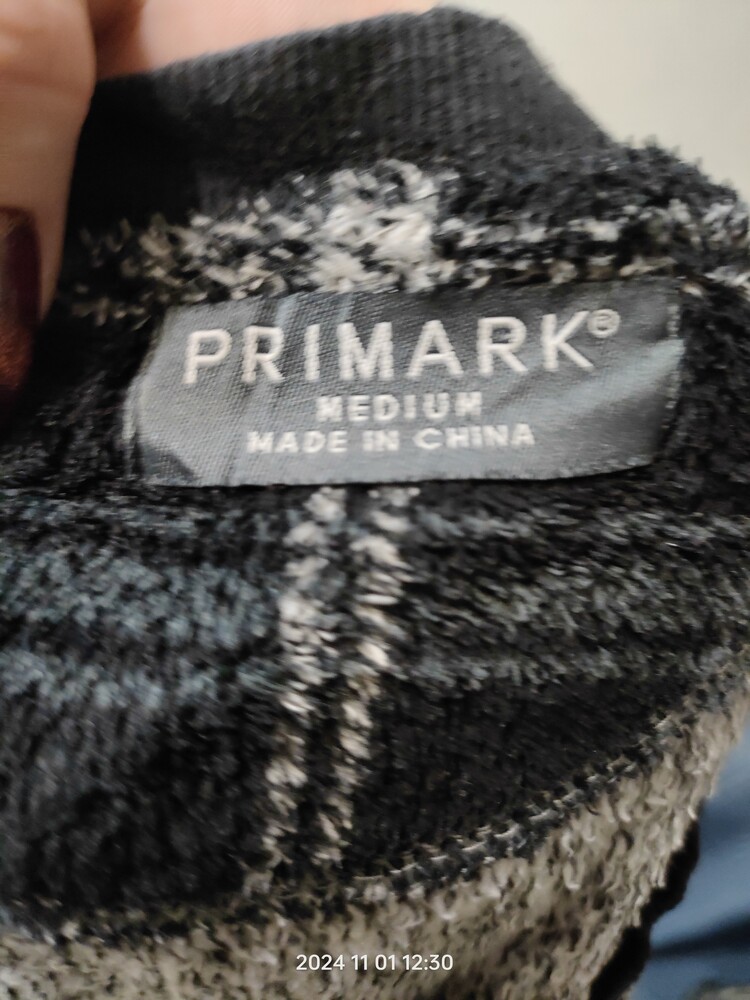 PRIMARK®
MEDIUM
MADE IN CHINA
2024 11 01 12:30